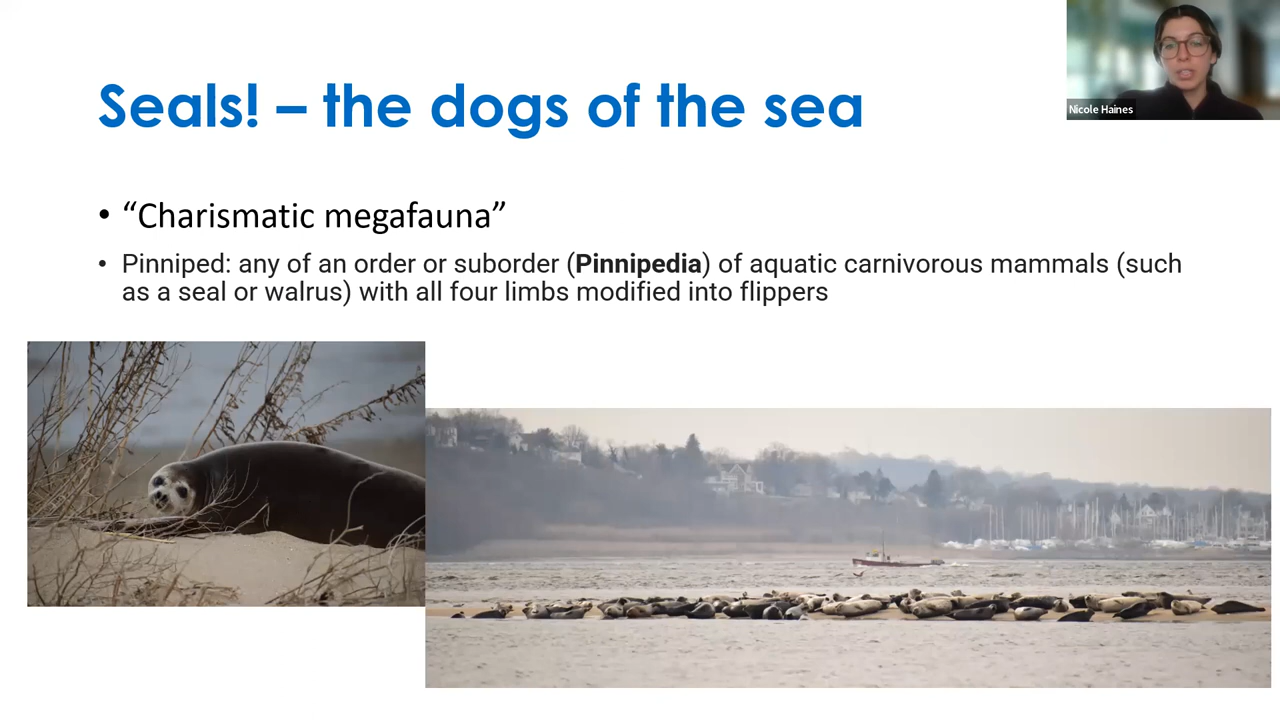 Seals! – the dogs of the sea
Nicole Haines
• “Charismatic megafauna”
• Pinniped: any of an order or suborder (Pinnipedia) of aquatic carnivorous mammals (such
as a seal or walrus) with all four limbs modified into flippers